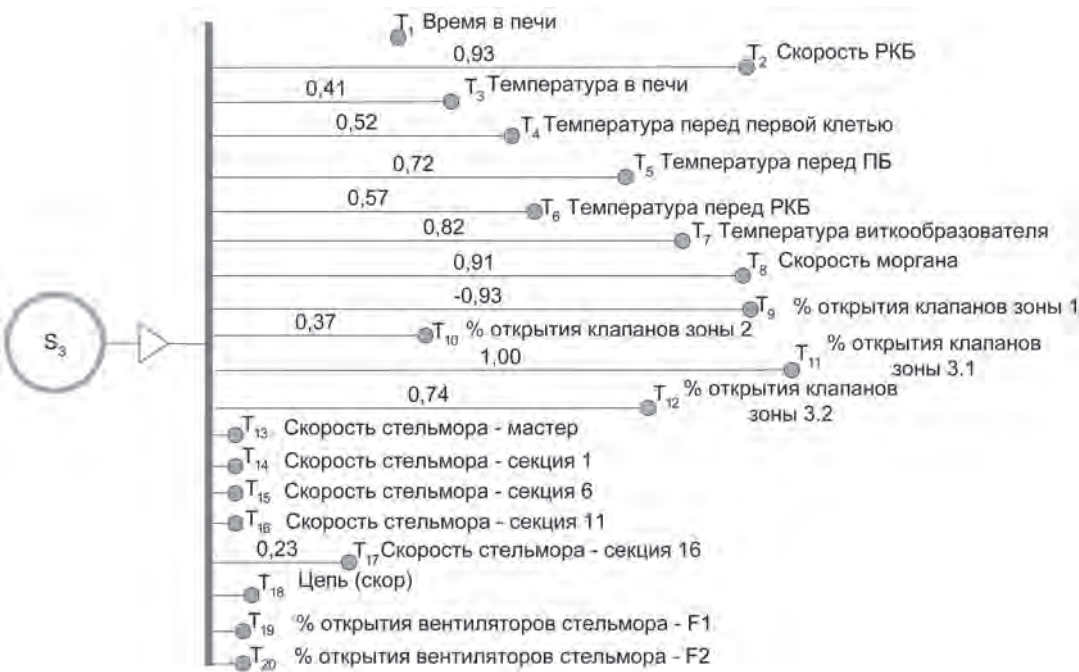 T1 Время в печи
0,93
T2 Скорость РКБ
0,41
T3 Температура в печи
0,52
T4 Температура перед первой клетью
0,72
T5 Температура перед ПБ
0,57
T6 Температура перед РКБ
0,82
T7 Температура виткообразователя
0,91
T8 Скорость моргана
-0,93
T9 % открытия клапанов зоны 1
0,37
T10 % открытия клапанов зоны 2
S3
1,00
T11 % открытия клапанов
зоны 3.1
0,74
T12 % открытия клапанов
зоны 3.2
T13 Скорость стельмора - мастер
T14 Скорость стельмора - секция 1
T15 Скорость стельмора - секция 6
T16 Скорость стельмора - секция 11
0,23
T17 Скорость стельмора - секция 16
T18 Цепь (скор)
T19 % открытия вентиляторов стельмора - F1
T20 % открытия вентиляторов стельмора - F2